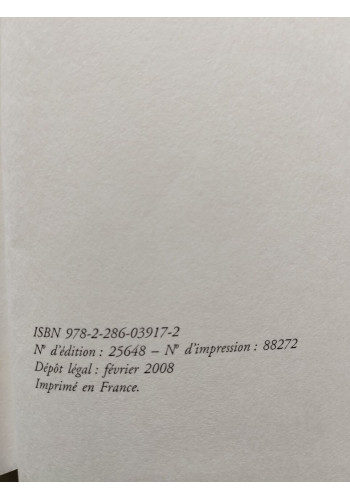 ISBN 978-2-286-03917-2
N° d'édition : 25648 – N° d'impression : 88272
Dépôt légal : février 2008
Imprimé en France.